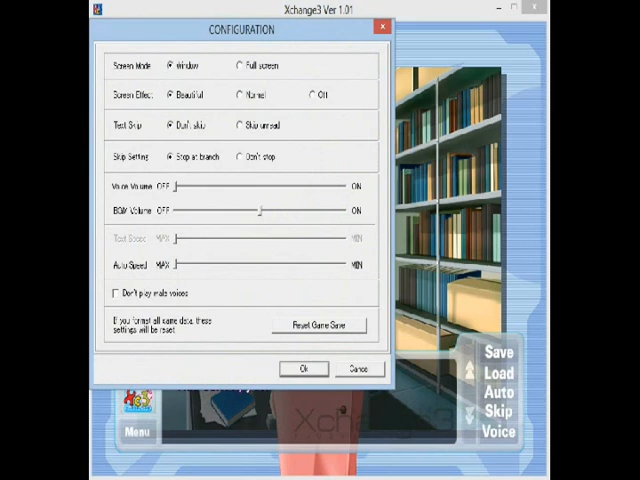 Xchange3 Ver 1.01
CONFIGURATION
Screen Mode Window Full screen
Screen Effect Beautiful Normal Off
Text Skip Don't skip Skip unread
Skip Setting Stop at branch Don't stop
Voice Volume OFF ON
BGM Volume OFF ON
Text Speed MAX MIN
Auto Speed MAX MIN
Don't play male voices
If you format all game data, these
settings will be reset.
Reset Game Save
Ok Cancel
Save
Load
Auto
Skip
Voice
Menu
Xchange3